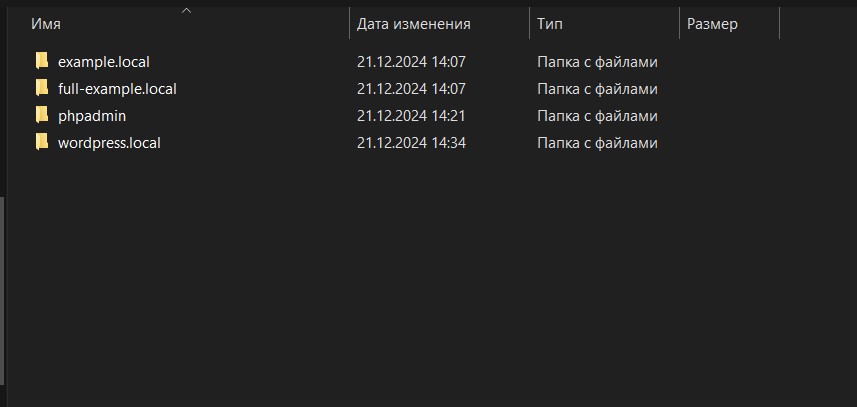 Имя Дата изменения Тип Размер
example.local 21.12.2024 14:07 Папка с файлами
full-example.local 21.12.2024 14:07 Папка с файлами
phpadmin 21.12.2024 14:21 Папка с файлами
wordpress.local 21.12.2024 14:34 Папка с файлами